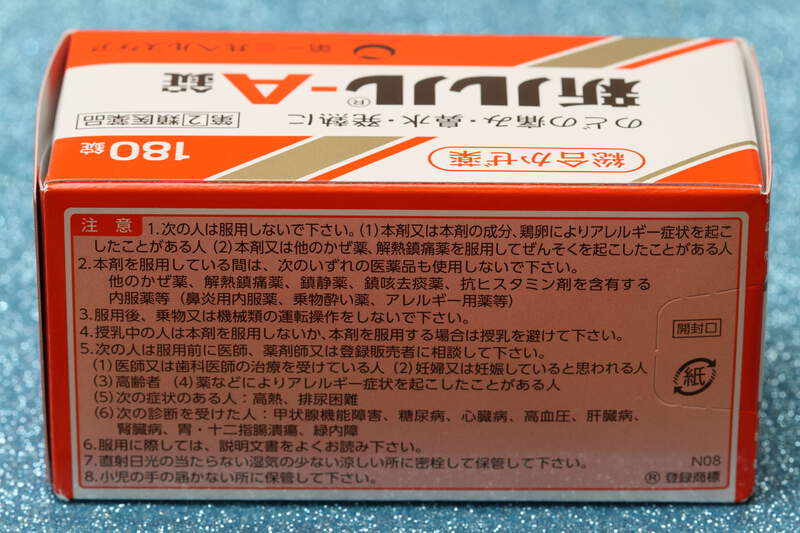 第一三共ヘルスケア
新ルル®-A錠
のどの痛み・鼻水・発熱に
指定第②類医薬品
180錠
総合かぜ薬
注意 1.次の人は服用しないで下さい。(1)本剤又は本剤の成分、鶏卵によりアレルギー症状を起こ
したことがある人 (2)本剤又は他のかぜ薬、解熱鎮痛薬を服用してぜんそくを起こしたことがある人
2.本剤を服用している間は、次のいずれの医薬品も使用しないで下さい。
他のかぜ薬、解熱鎮痛薬、鎮静薬、鎮咳去痰薬、抗ヒスタミン剤を含有する
内服薬等（鼻炎用内服薬、乗物酔い薬、アレルギー用薬等）
3.服用後、乗物又は機械類の運転操作をしないで下さい。
4.授乳中の人は本剤を服用しないか、本剤を服用する場合は授乳を避けて下さい。
5.次の人は服用前に医師、薬剤師又は登録販売者に相談して下さい。
(1)医師又は歯科医師の治療を受けている人 (2)妊婦又は妊娠していると思われる人
(3)高齢者 (4)薬などによりアレルギー症状を起こしたことがある人
(5)次の症状のある人：高熱、排尿困難
(6)次の診断を受けた人：甲状腺機能障害、糖尿病、心臓病、高血圧、肝臓病、
腎臓病、胃・十二指腸潰瘍、緑内障
6.服用に際しては、説明文書をよくお読み下さい。
7.直射日光の当たらない湿気の少ない涼しい所に密栓して保管して下さい。
8.小児の手の届かない所に保管して下さい。
開封口
紙
N08
® 登録商標